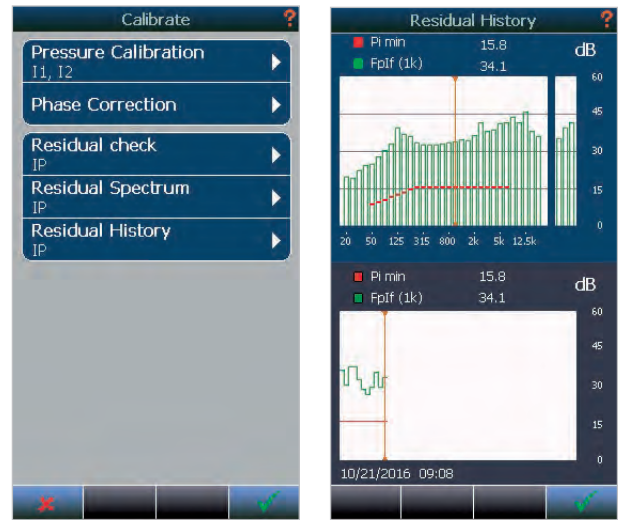 Calibrate ?
Pressure Calibration
I1, I2
Phase Correction
Residual check
IP
Residual Spectrum
IP
Residual History
IP
Residual History ?
Pi min 15.8 dB
FpIf (1k) 34.1
60
45
30
15
0
20 50 125 315 800 2k 5k 12.5k
Pi min 15.8 dB
FpIf (1k) 34.1
60
45
30
15
0
10/21/2016 09:08